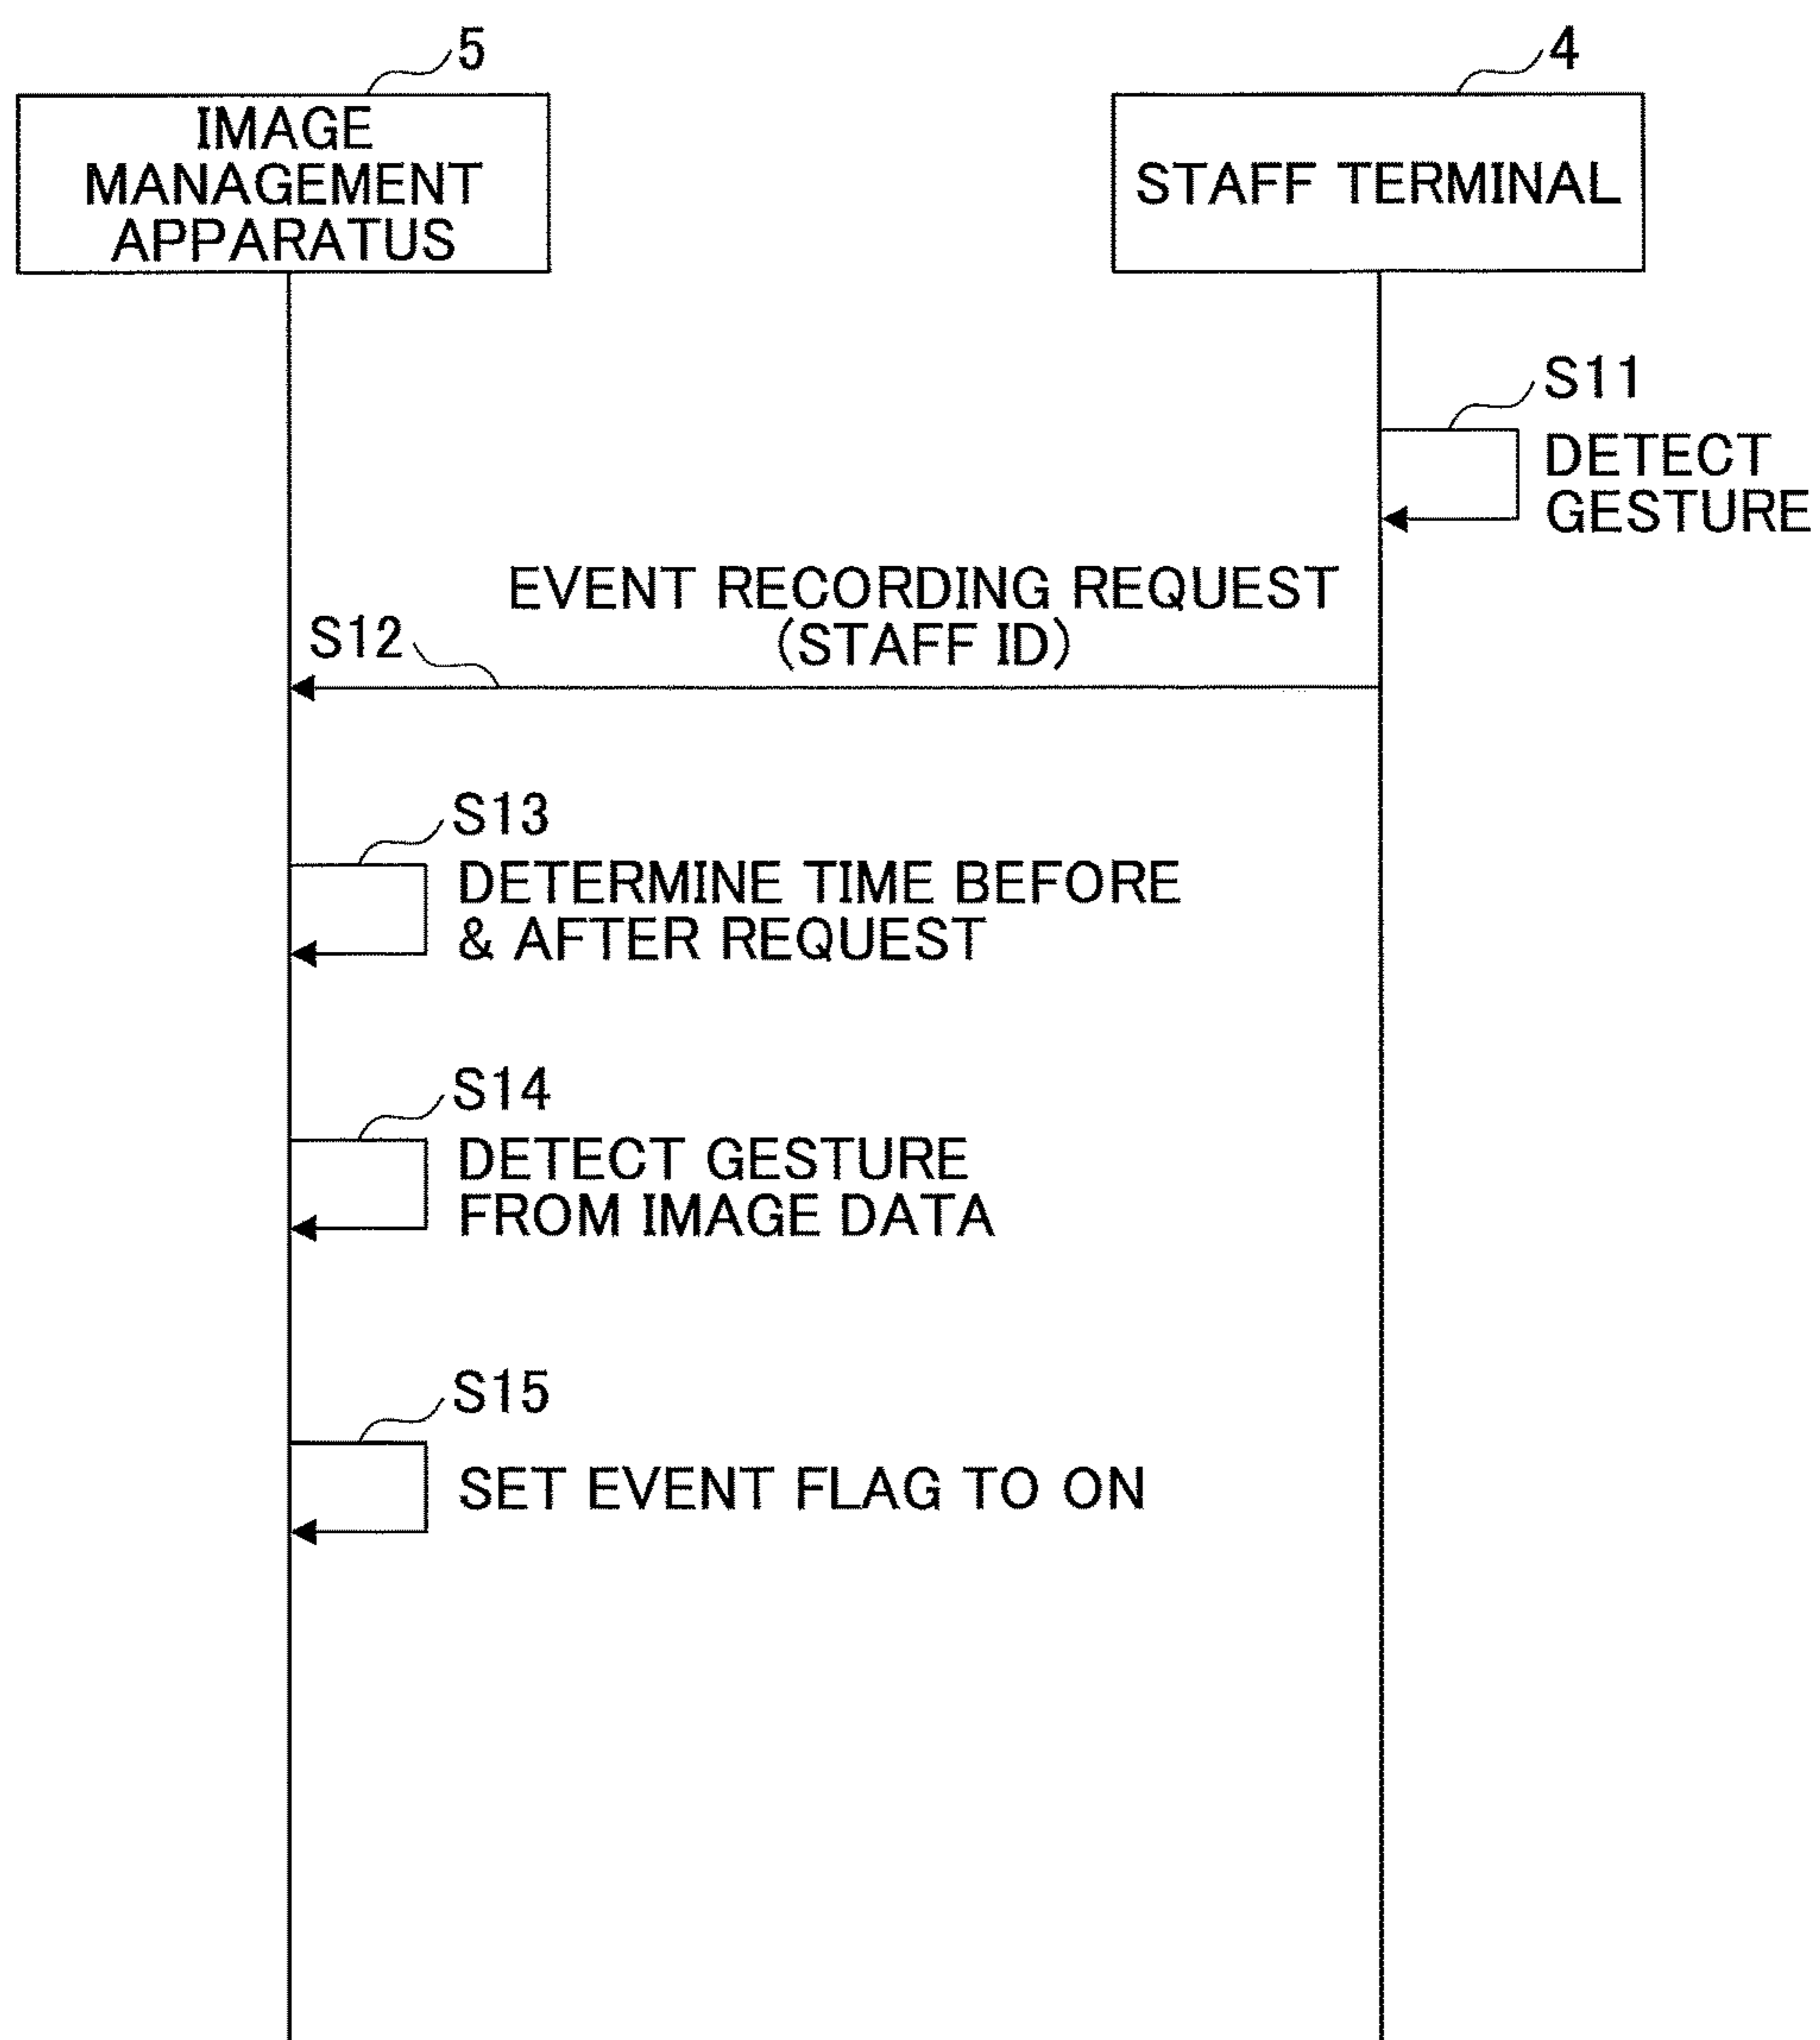 5
IMAGE
MANAGEMENT
APPARATUS
4
STAFF TERMINAL
S11
DETECT
GESTURE
EVENT RECORDING REQUEST
(STAFF ID)
S12
S13
DETERMINE TIME BEFORE
& AFTER REQUEST
S14
DETECT GESTURE
FROM IMAGE DATA
S15
SET EVENT FLAG TO ON